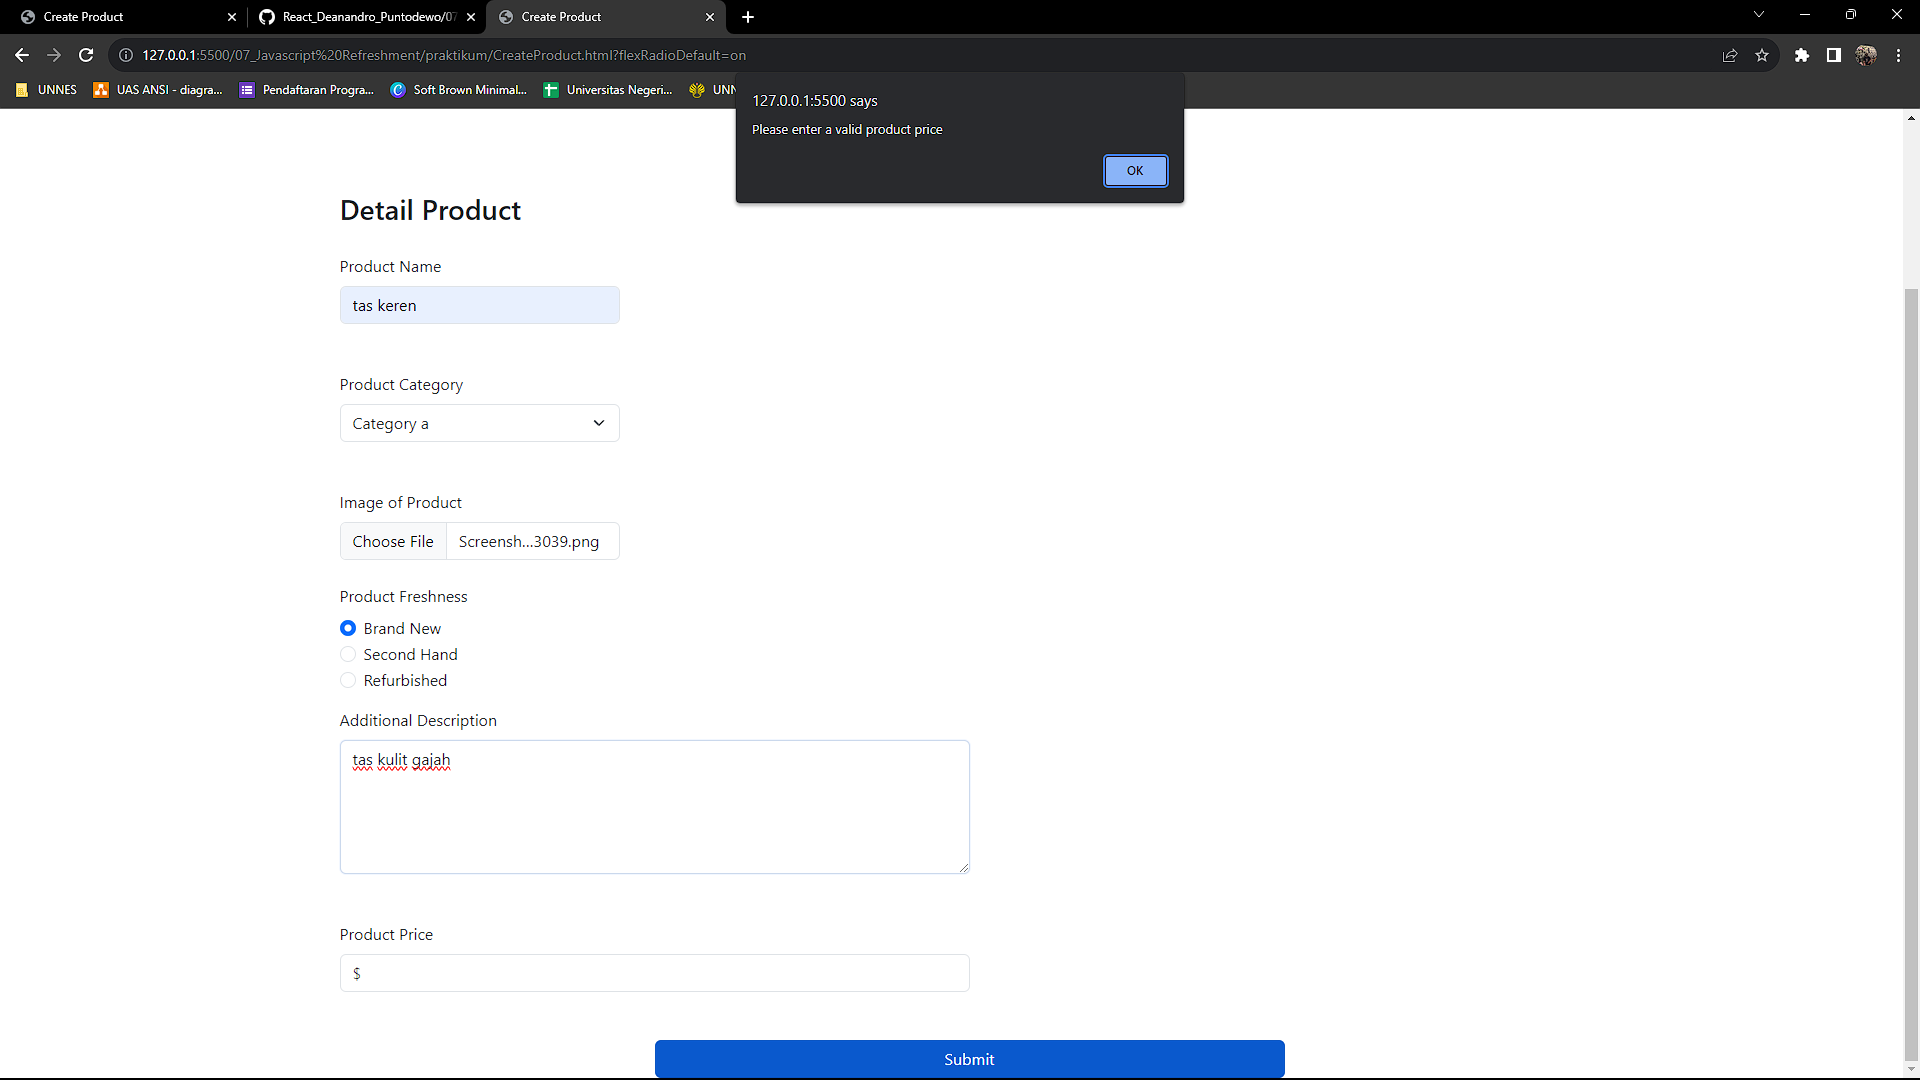 Create Product
React_Deanandro_Puntodewo/07
Create Product
127.0.0.1:5500/07_Javascript%20Refreshment/praktikum/CreateProduct.html?flexRadioDefault=on
UNNES
UAS ANSI - diagra...
Pendaftaran Progra...
Soft Brown Minimal...
Universitas Negeri...
UNN
127.0.0.1:5500 says
Please enter a valid product price
OK
Detail Product
Product Name
tas keren
Product Category
Category a
Image of Product
Choose File Screensh...3039.png
Product Freshness
Brand New
Second Hand
Refurbished
Additional Description
tas kulit gajah
Product Price
$
Submit